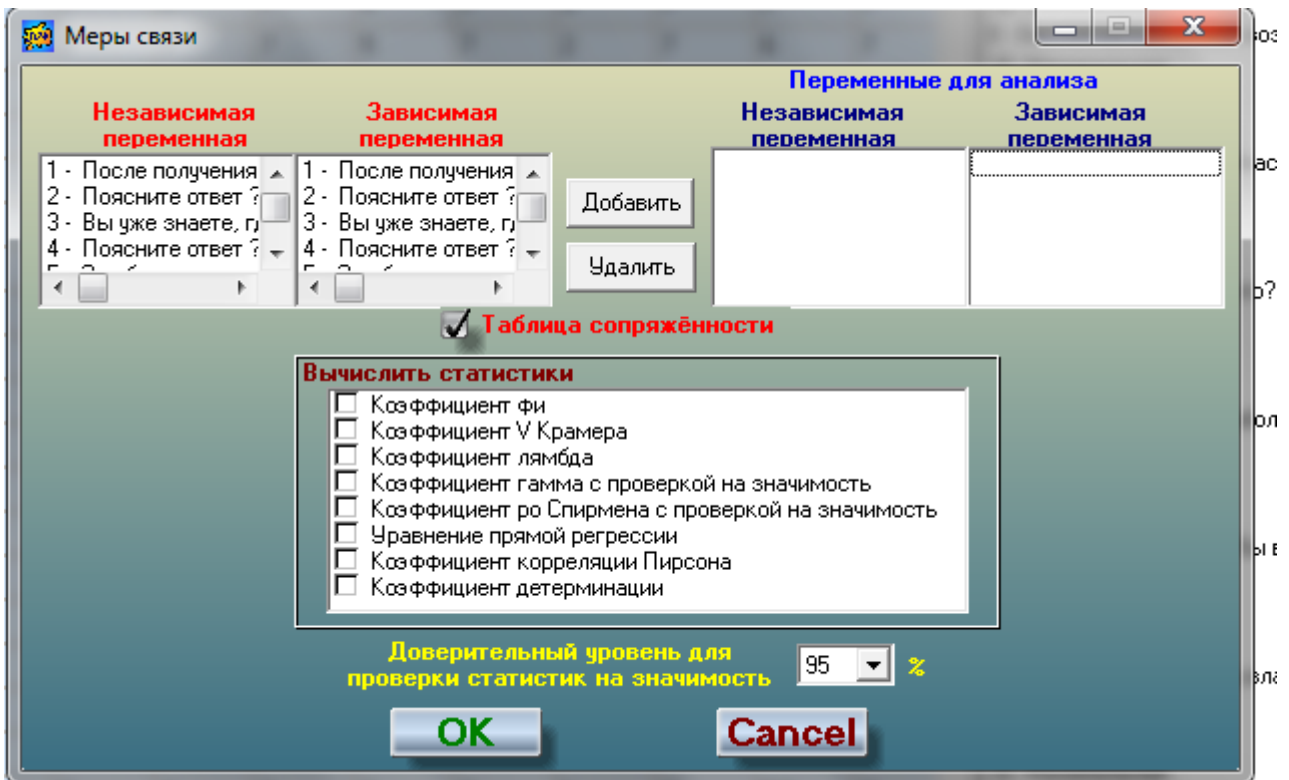 Меры связи
Переменные для анализа
Независимая переменная
Зависимая переменная
Независимая переменная
Зависимая переменная
1 - После получения
2 - Поясните ответ ?
3 - Вы уже знаете,
4 - Поясните ответ ?
1 - После получения
2 - Поясните ответ ?
3 - Вы уже знаете,
4 - Поясните ответ ?
Добавить
Удалить
Таблица сопряжённости
Вычислить статистики
Коэффициент фи
Коэффициент V Крамера
Коэффициент лямбда
Коэффициент гамма с проверкой на значимость
Коэффициент ро Спирмена с проверкой на значимость
Уравнение прямой регрессии
Коэффициент корреляции Пирсона
Коэффициент детерминации
Доверительный уровень для
проверки статистик на значимость
95 %
OK
Cancel